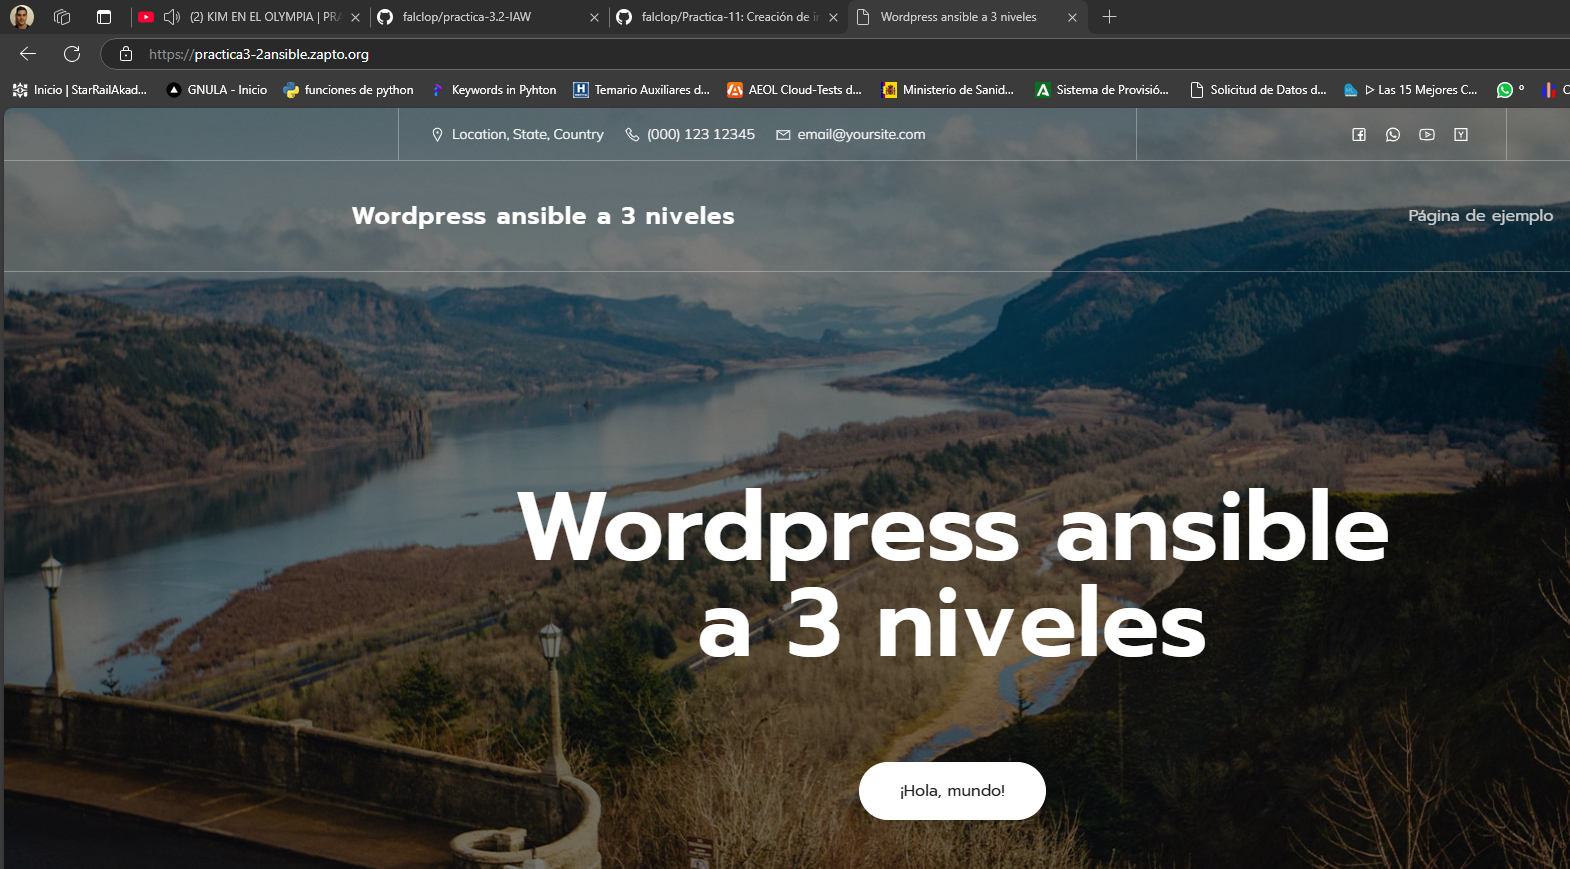 (2) KIM EN EL OLYMPIA | PRA
falclop/practica-3.2-IAW
falclop/Practica-11: Creación de i
Wordpress ansible a 3 niveles
https://practica3-2ansible.zapto.org
Inicio | StarRailAkad...
GNULA - Inicio
funciones de python
Keywords in Pyhton
Temario Auxiliares d...
AEOL Cloud-Tests d...
Ministerio de Sanid...
Sistema de Provisió...
Solicitud de Datos d...
ᐅ Las 15 Mejores C...
º
Location, State, Country
(000) 123 12345
email@yoursite.com
Wordpress ansible a 3 niveles
Página de ejemplo
Wordpress ansible
a 3 niveles
¡Hola, mundo!